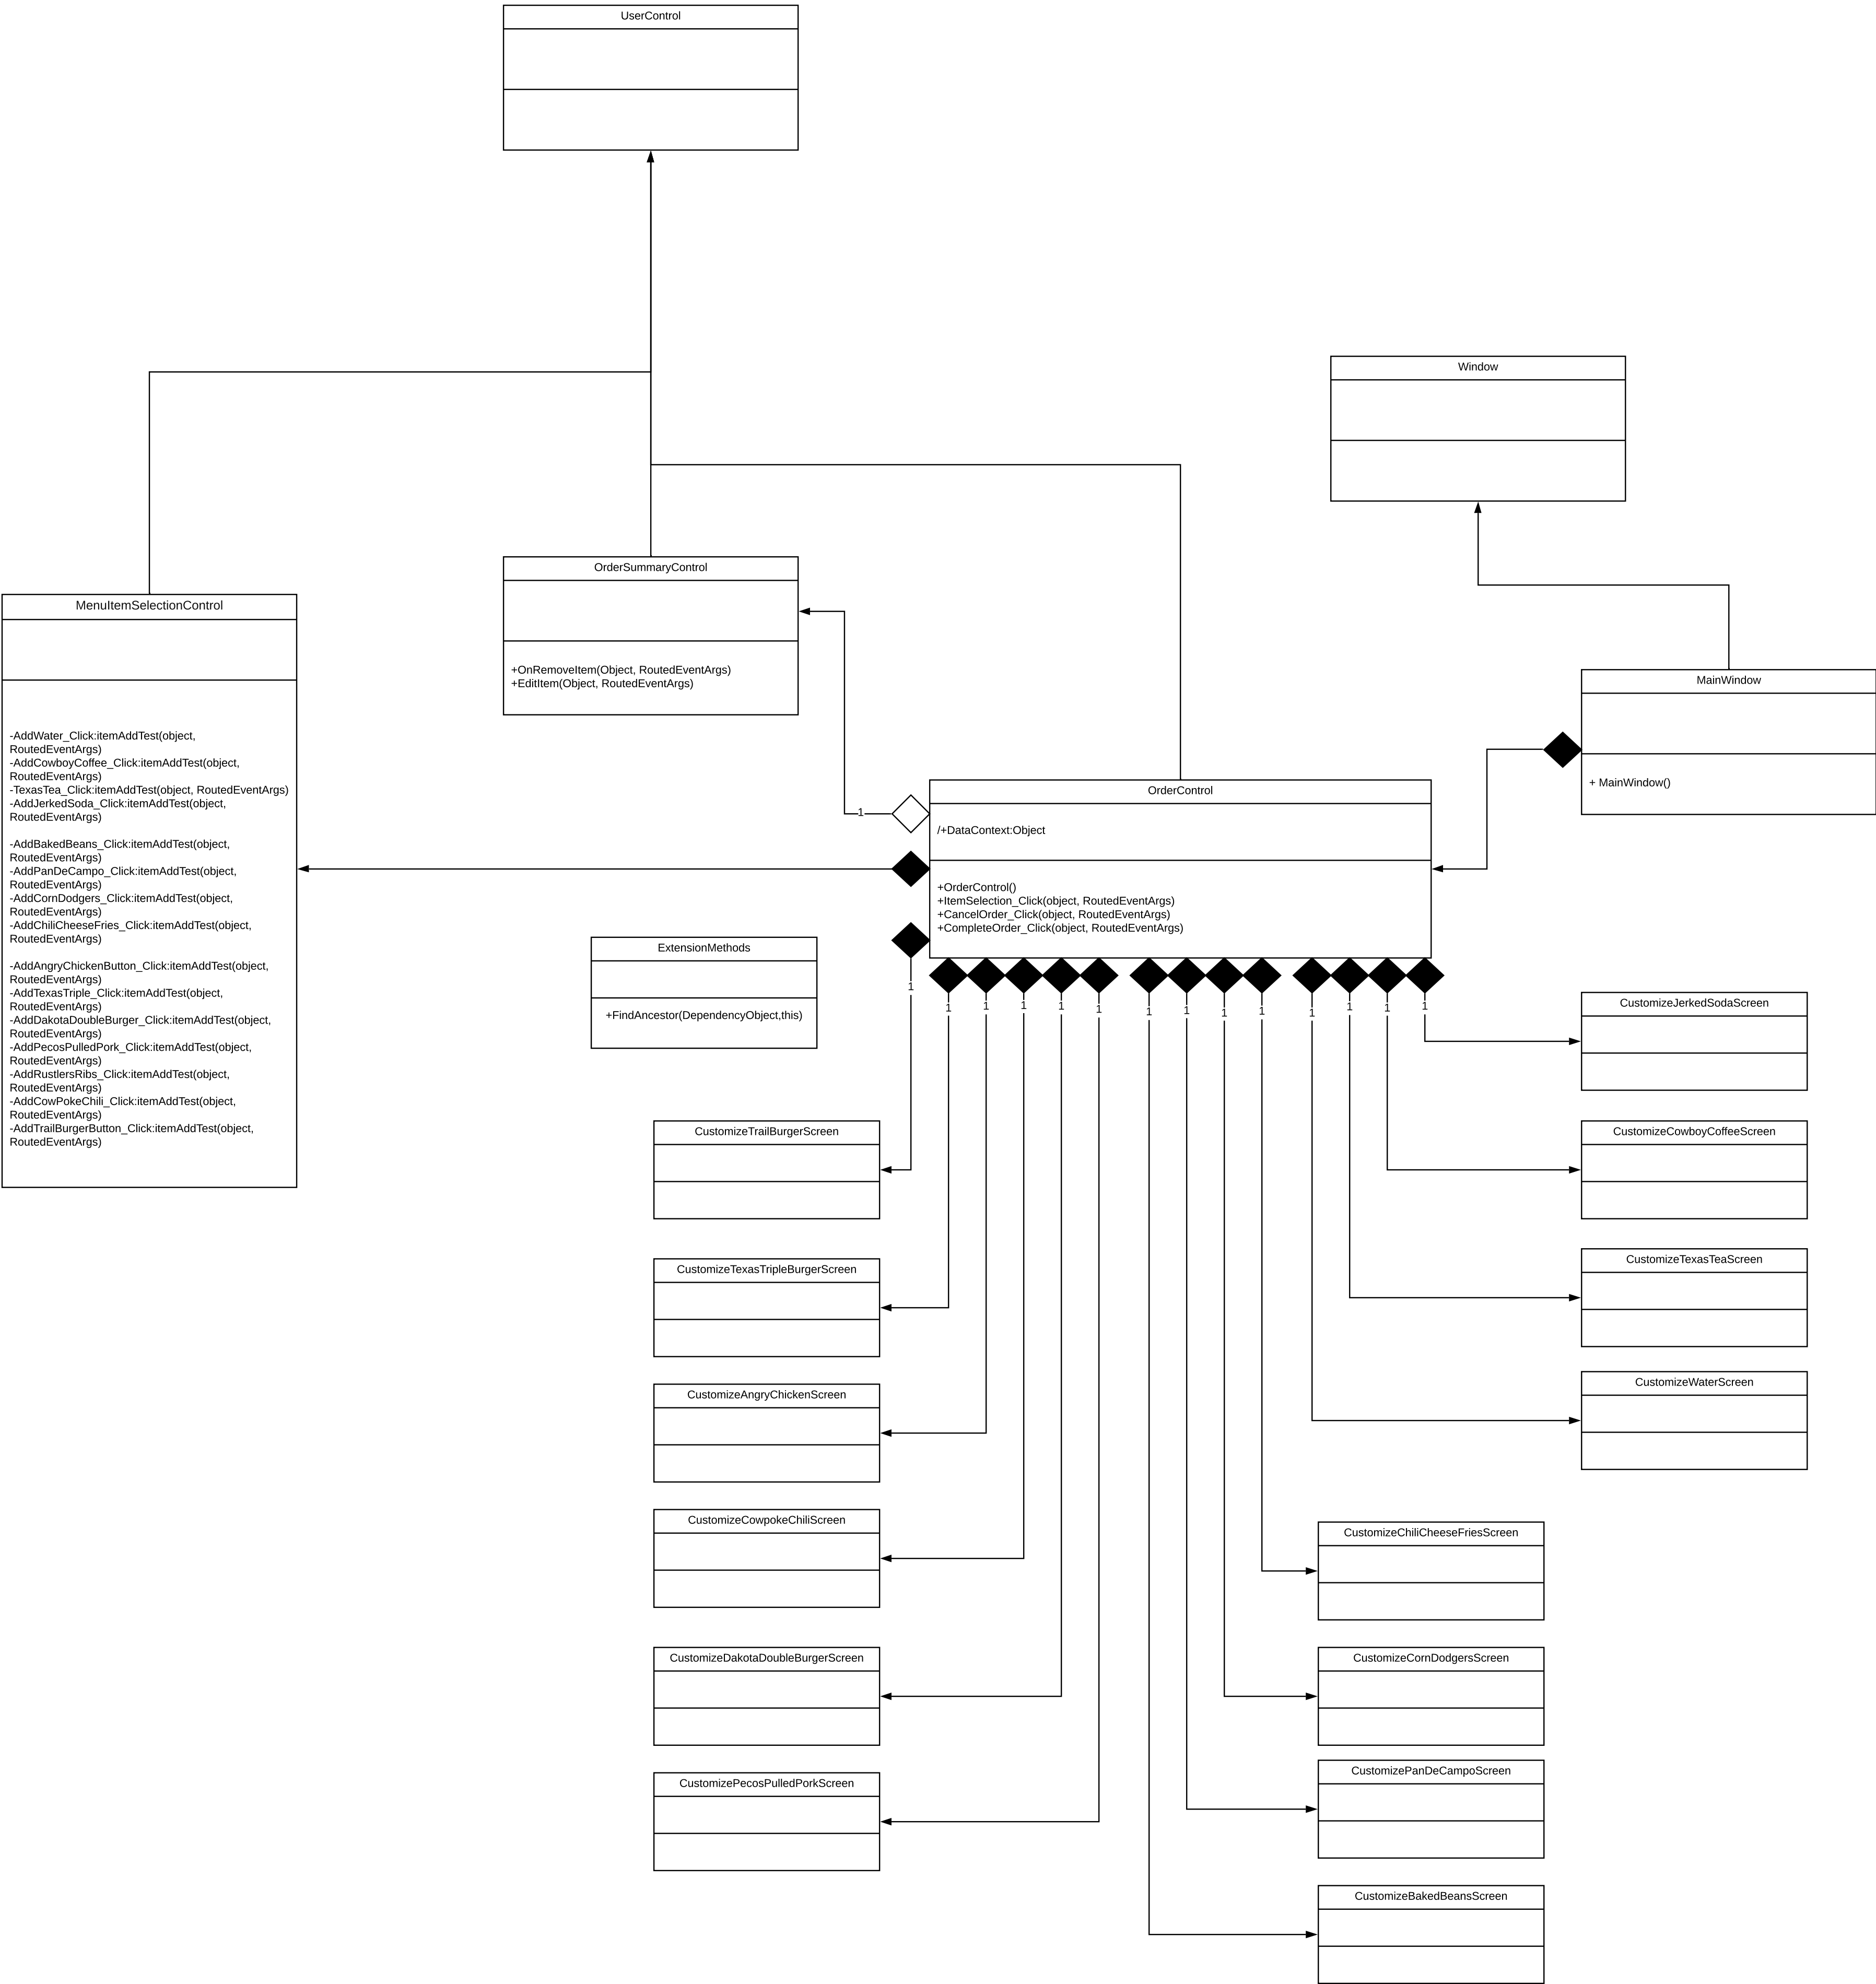 UserControl
Window
OrderSummaryControl
+OnRemoveItem(Object, RoutedEventArgs)
+EditItem(Object, RoutedEventArgs)
MenuItemSelectionControl
-AddWater_Click:itemAddTest(object,
RoutedEventArgs)
-AddCowboyCoffee_Click:itemAddTest(object,
RoutedEventArgs)
-TexasTea_Click:itemAddTest(object, RoutedEventArgs)
-AddJerkedSoda_Click:itemAddTest(object,
RoutedEventArgs)
-AddBakedBeans_Click:itemAddTest(object,
RoutedEventArgs)
-AddPanDeCampo_Click:itemAddTest(object,
RoutedEventArgs)
-AddCornDodgers_Click:itemAddTest(object,
RoutedEventArgs)
-AddChiliCheeseFries_Click:itemAddTest(object,
RoutedEventArgs)
-AddAngryChickenButton_Click:itemAddTest(object,
RoutedEventArgs)
-AddTexasTriple_Click:itemAddTest(object,
RoutedEventArgs)
-AddDakotaDoubleBurger_Click:itemAddTest(object,
RoutedEventArgs)
-AddPecosPulledPork_Click:itemAddTest(object,
RoutedEventArgs)
-AddRustlersRibs_Click:itemAddTest(object,
RoutedEventArgs)
-AddCowPokeChili_Click:itemAddTest(object,
RoutedEventArgs)
-AddTrailBurgerButton_Click:itemAddTest(object,
RoutedEventArgs)
MainWindow
+ MainWindow()
OrderControl
/+DataContext:Object
+OrderControl()
+ItemSelection_Click(object, RoutedEventArgs)
+CancelOrder_Click(object, RoutedEventArgs)
+CompleteOrder_Click(object, RoutedEventArgs)
1
ExtensionMethods
+FindAncestor(DependencyObject,this)
1
1
1
1
1
1
1
1
1
1
1
1
1
1
CustomizeJerkedSodaScreen
CustomizeTrailBurgerScreen
CustomizeCowboyCoffeeScreen
CustomizeTexasTripleBurgerScreen
CustomizeTexasTeaScreen
CustomizeAngryChickenScreen
CustomizeWaterScreen
CustomizeCowpokeChiliScreen
CustomizeChiliCheeseFriesScreen
CustomizeDakotaDoubleBurgerScreen
CustomizeCornDodgersScreen
CustomizePecosPulledPorkScreen
CustomizePanDeCampoScreen
CustomizeBakedBeansScreen